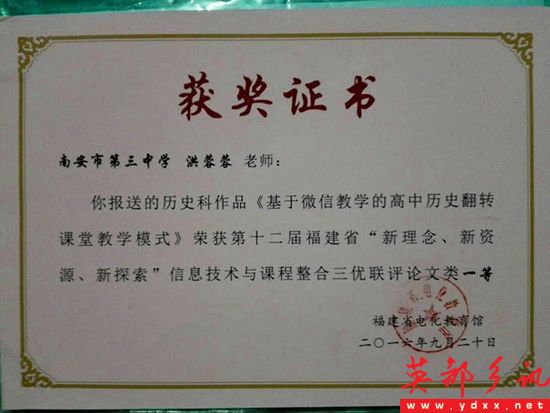 获奖证书
南安市第三中学 洪蓉蓉 老师：
你报送的历史科作品《基于微信教学的高中历史翻转
课堂教学模式》荣获第十二届福建省“新理念、新资
源、新探索”信息技术与课程整合三优联评论文类一等
福建省电化教育馆
二〇一六年九月二十日
英都乡讯
www.ydxx.net